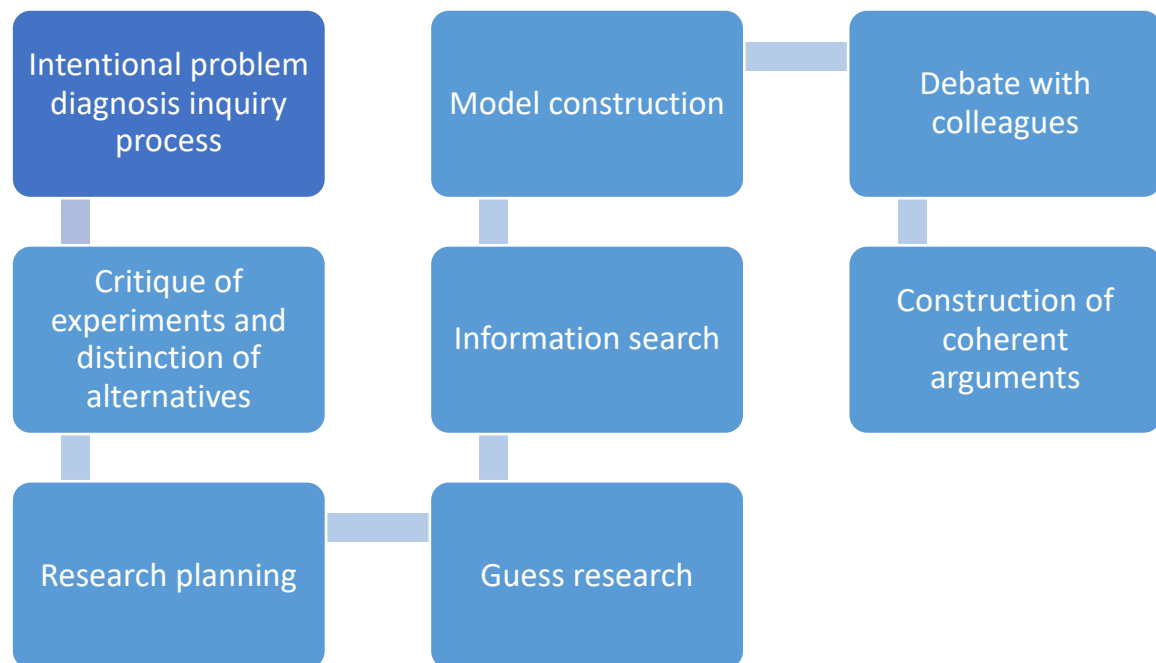 Intentional problem
diagnosis inquiry
process
Critique of
experiments and
distinction of
alternatives
Research planning
Guess research
Information search
Model construction
Debate with
colleagues
Construction of
coherent
arguments